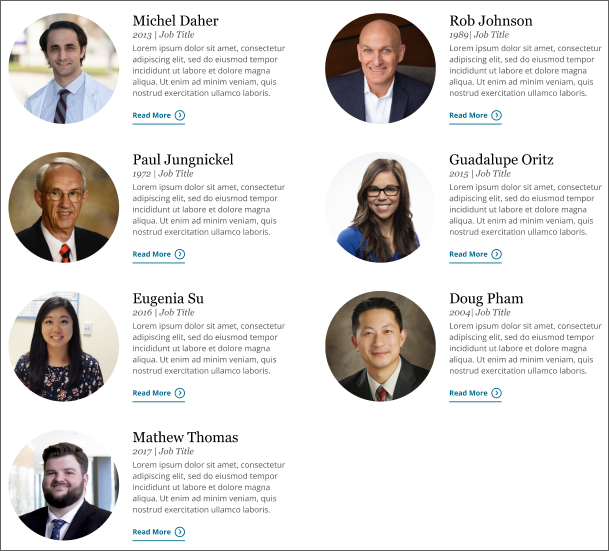 Michel Daher
2013 | Job Title
Lorem ipsum dolor sit amet, consectetur
adipiscing elit, sed do eiusmod tempor
incididunt ut labore et dolore magna
aliqua. Ut enim ad minim veniam, quis
nostrud exercitation ullamco laboris.
Read More
Rob Johnson
1989| Job Title
Lorem ipsum dolor sit amet, consectetur
adipiscing elit, sed do eiusmod tempor
incididunt ut labore et dolore magna
aliqua. Ut enim ad minim veniam, quis
nostrud exercitation ullamco laboris.
Read More
Paul Jungnickel
1972 | Job Title
Lorem ipsum dolor sit amet, consectetur
adipiscing elit, sed do eiusmod tempor
incididunt ut labore et dolore magna
aliqua. Ut enim ad minim veniam, quis
nostrud exercitation ullamco laboris.
Read More
Guadalupe Oritz
2015 | Job Title
Lorem ipsum dolor sit amet, consectetur
adipiscing elit, sed do eiusmod tempor
incididunt ut labore et dolore magna
aliqua. Ut enim ad minim veniam, quis
nostrud exercitation ullamco laboris.
Read More
Eugenia Su
2016 | Job Title
Lorem ipsum dolor sit amet, consectetur
adipiscing elit, sed do eiusmod tempor
incididunt ut labore et dolore magna
aliqua. Ut enim ad minim veniam, quis
nostrud exercitation ullamco laboris.
Read More
Doug Pham
2004| Job Title
Lorem ipsum dolor sit amet, consectetur
adipiscing elit, sed do eiusmod tempor
incididunt ut labore et dolore magna
aliqua. Ut enim ad minim veniam, quis
nostrud exercitation ullamco laboris.
Read More
Mathew Thomas
2017 | Job Title
Lorem ipsum dolor sit amet, consectetur
adipiscing elit, sed do eiusmod tempor
incididunt ut labore et dolore magna
aliqua. Ut enim ad minim veniam, quis
nostrud exercitation ullamco laboris.
Read More